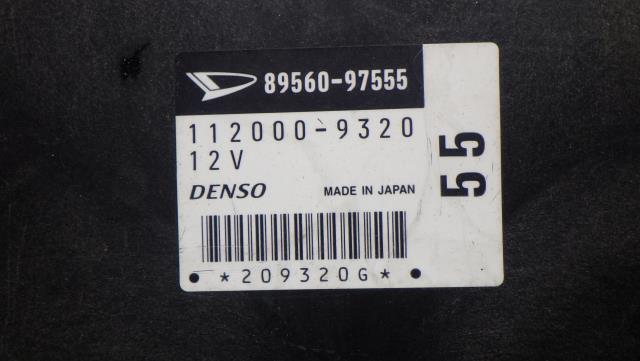 89560-97555
112000-9320
12V
DENSO MADE IN JAPAN
*209320G*
55